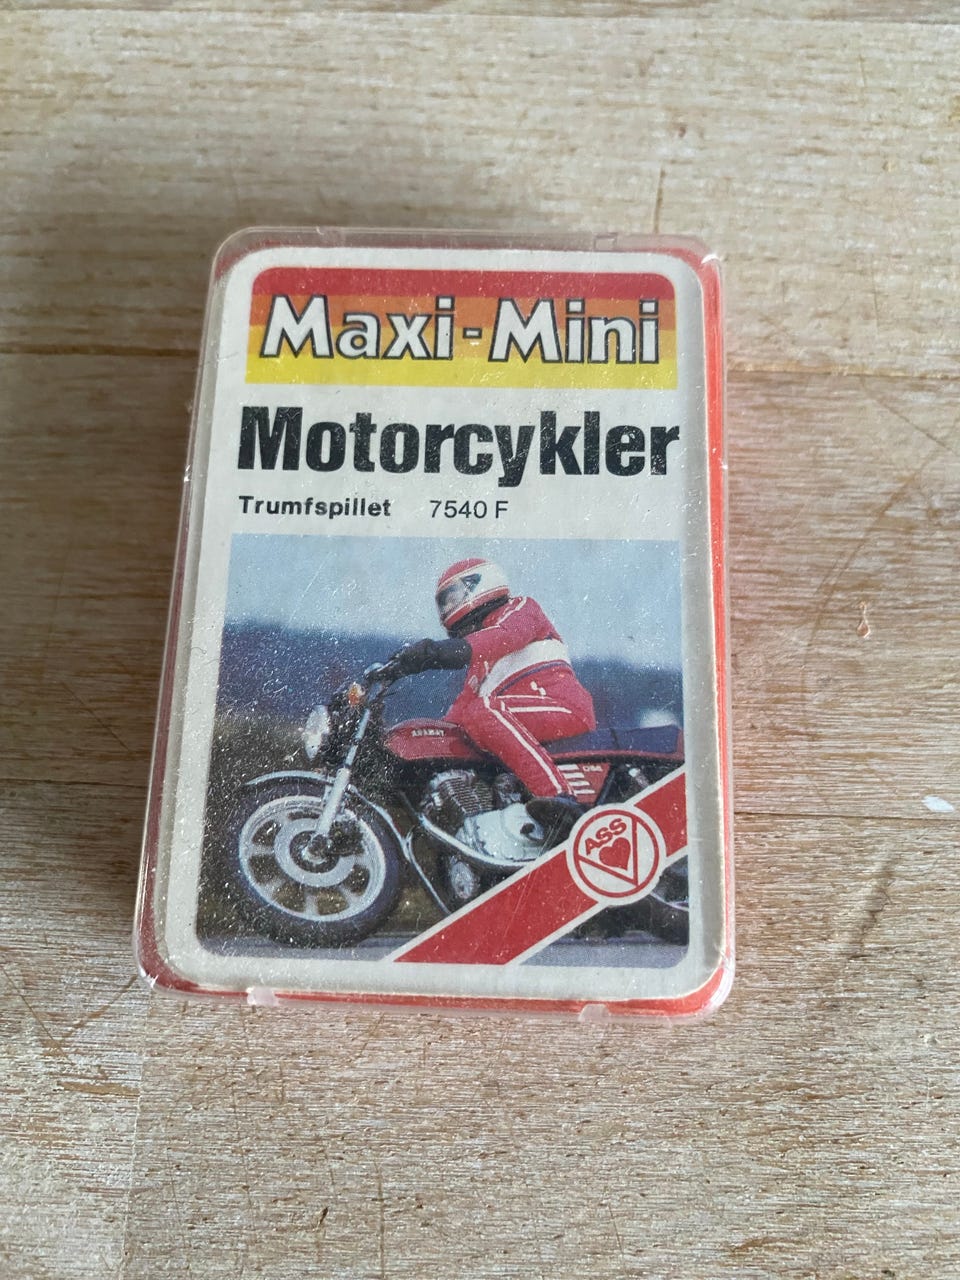 Maxi-Mini
Motorcykler
Trumfspillet 7540 F
ASS